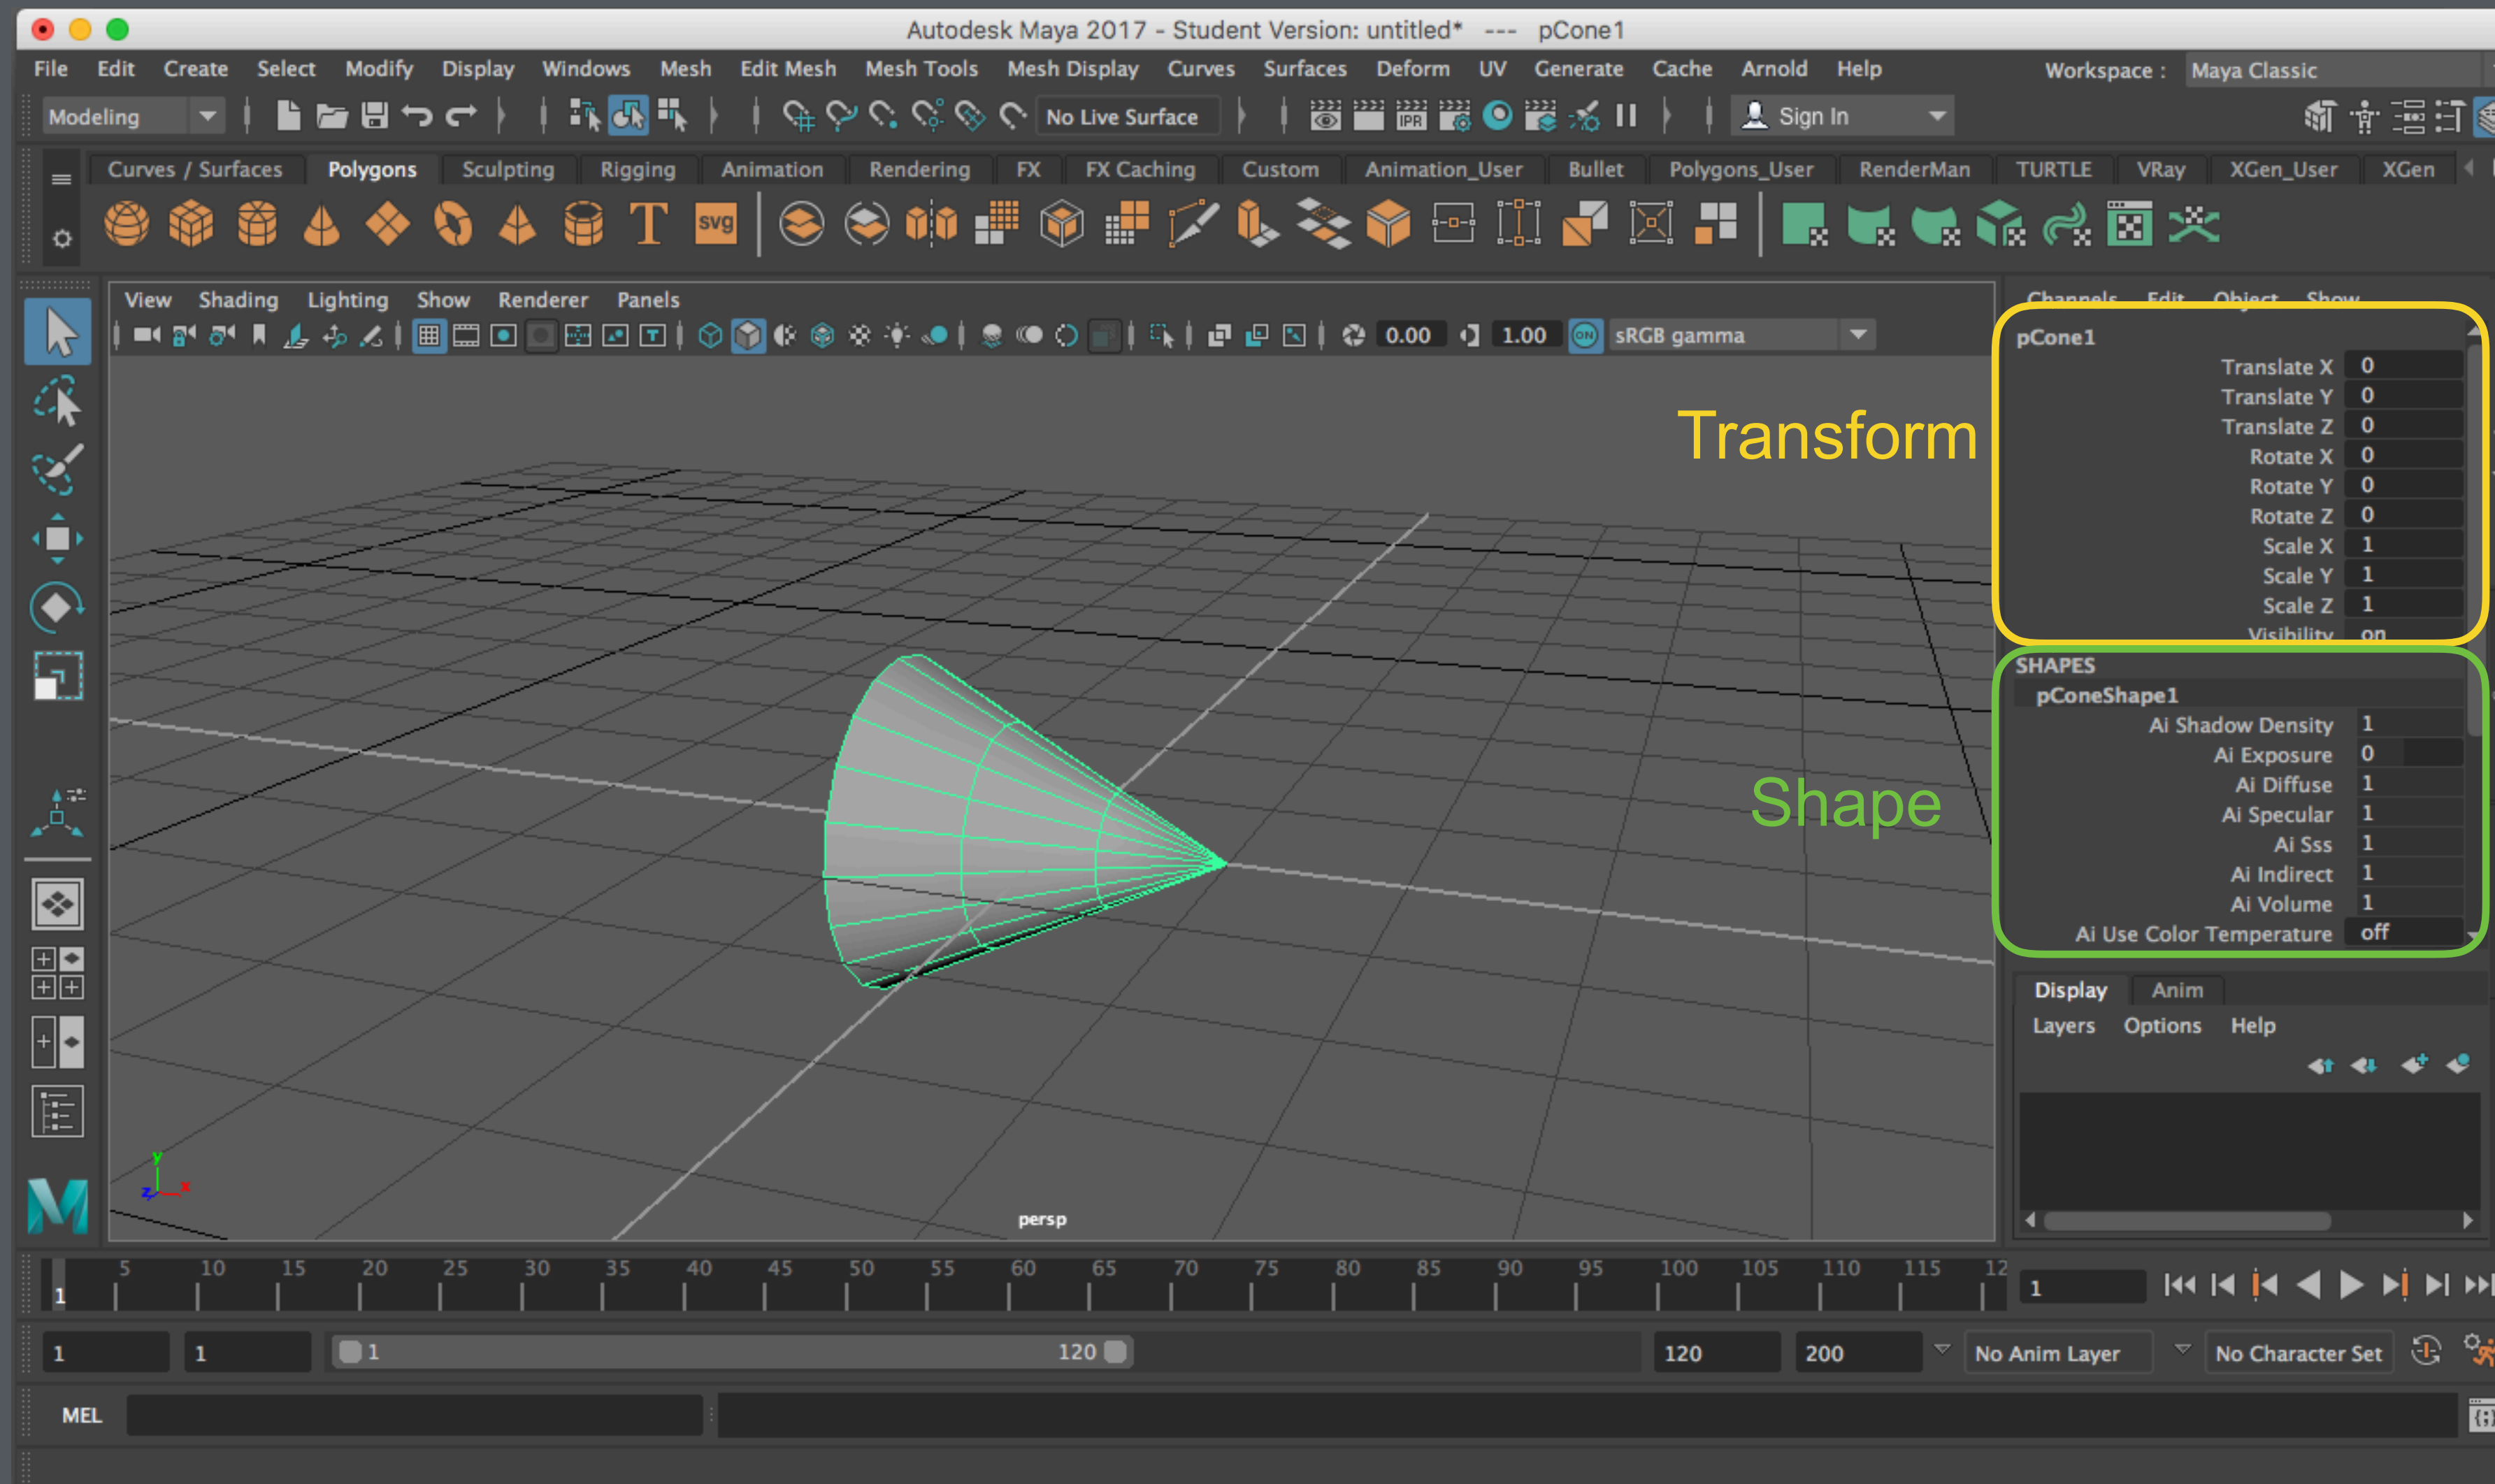 Autodesk Maya 2017 - Student Version: untitled* --- pCone1
File Edit Create Select Modify Display Windows Mesh Edit Mesh Mesh Tools Mesh Display Curves Surfaces Deform UV Generate Cache Arnold Help Workspace : Maya Classic
Modeling No Live Surface IPR Sign In
Curves / Surfaces Polygons Sculpting Rigging Animation Rendering FX FX Caching Custom Animation_User Bullet Polygons_User RenderMan TURTLE VRay XGen_User XGen
T svg
View Shading Lighting Show Renderer Panels
0.00 1.00 ON sRGB gamma
Channels Edit Object Show
pCone1
Translate X 0
Translate Y 0
Translate Z 0
Rotate X 0
Rotate Y 0
Rotate Z 0
Scale X 1
Scale Y 1
Scale Z 1
Visibility on
Transform
SHAPES
pConeShape1
Ai Shadow Density 1
Ai Exposure 0
Ai Diffuse 1
Ai Specular 1
Ai Sss 1
Ai Indirect 1
Ai Volume 1
Ai Use Color Temperature off
Shape
Display Anim
Layers Options Help
y
z x
persp
5 10 15 20 25 30 35 40 45 50 55 60 65 70 75 80 85 90 95 100 105 110 115 12
1 1
1 1 1 120 120 200 No Anim Layer No Character Set
MEL